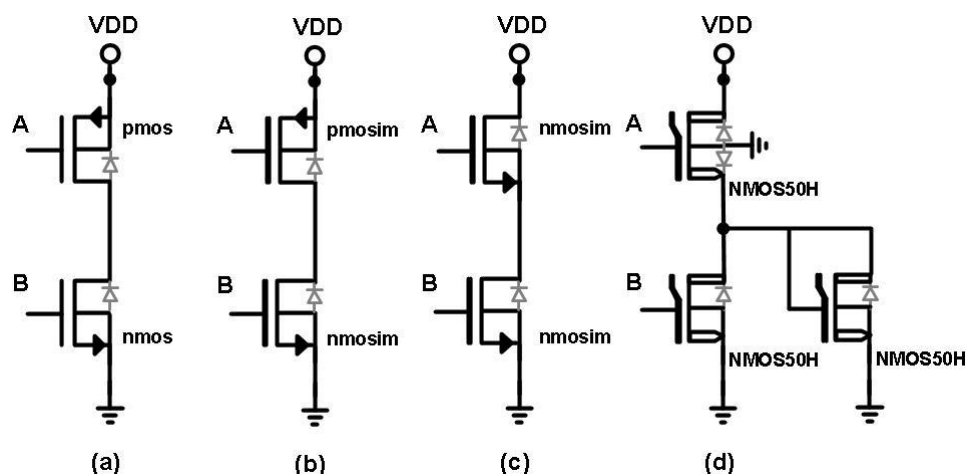 VDD VDD VDD VDD
A pmos A pmosim A nmosim A
NMOS50H
B nmos B nmosim B nmosim B
NMOS50H NMOS50H
(a) (b) (c) (d)